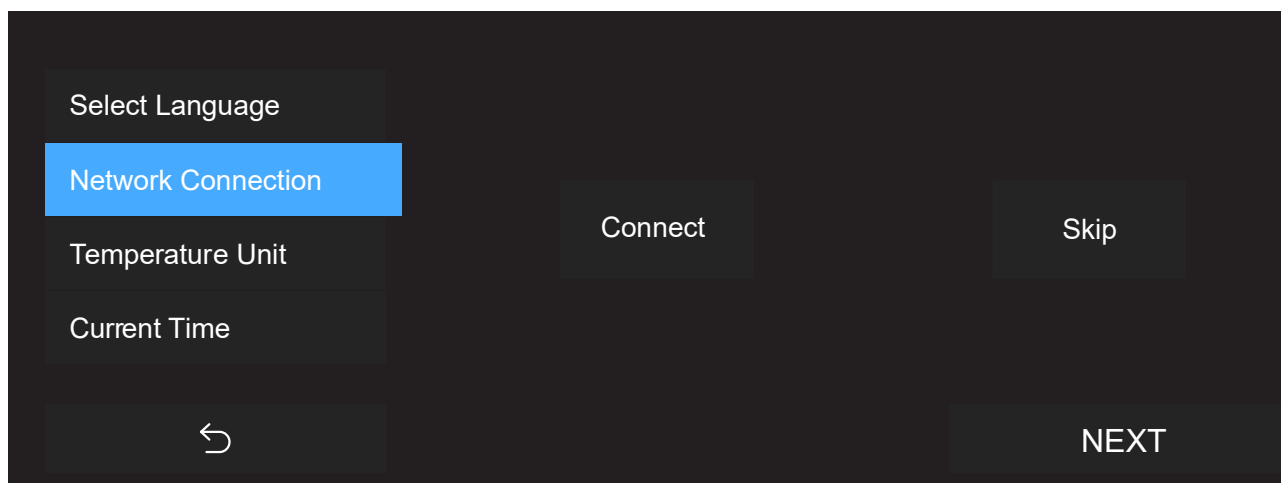 Select Language
Network Connection
Temperature Unit
Current Time
Connect
Skip
NEXT